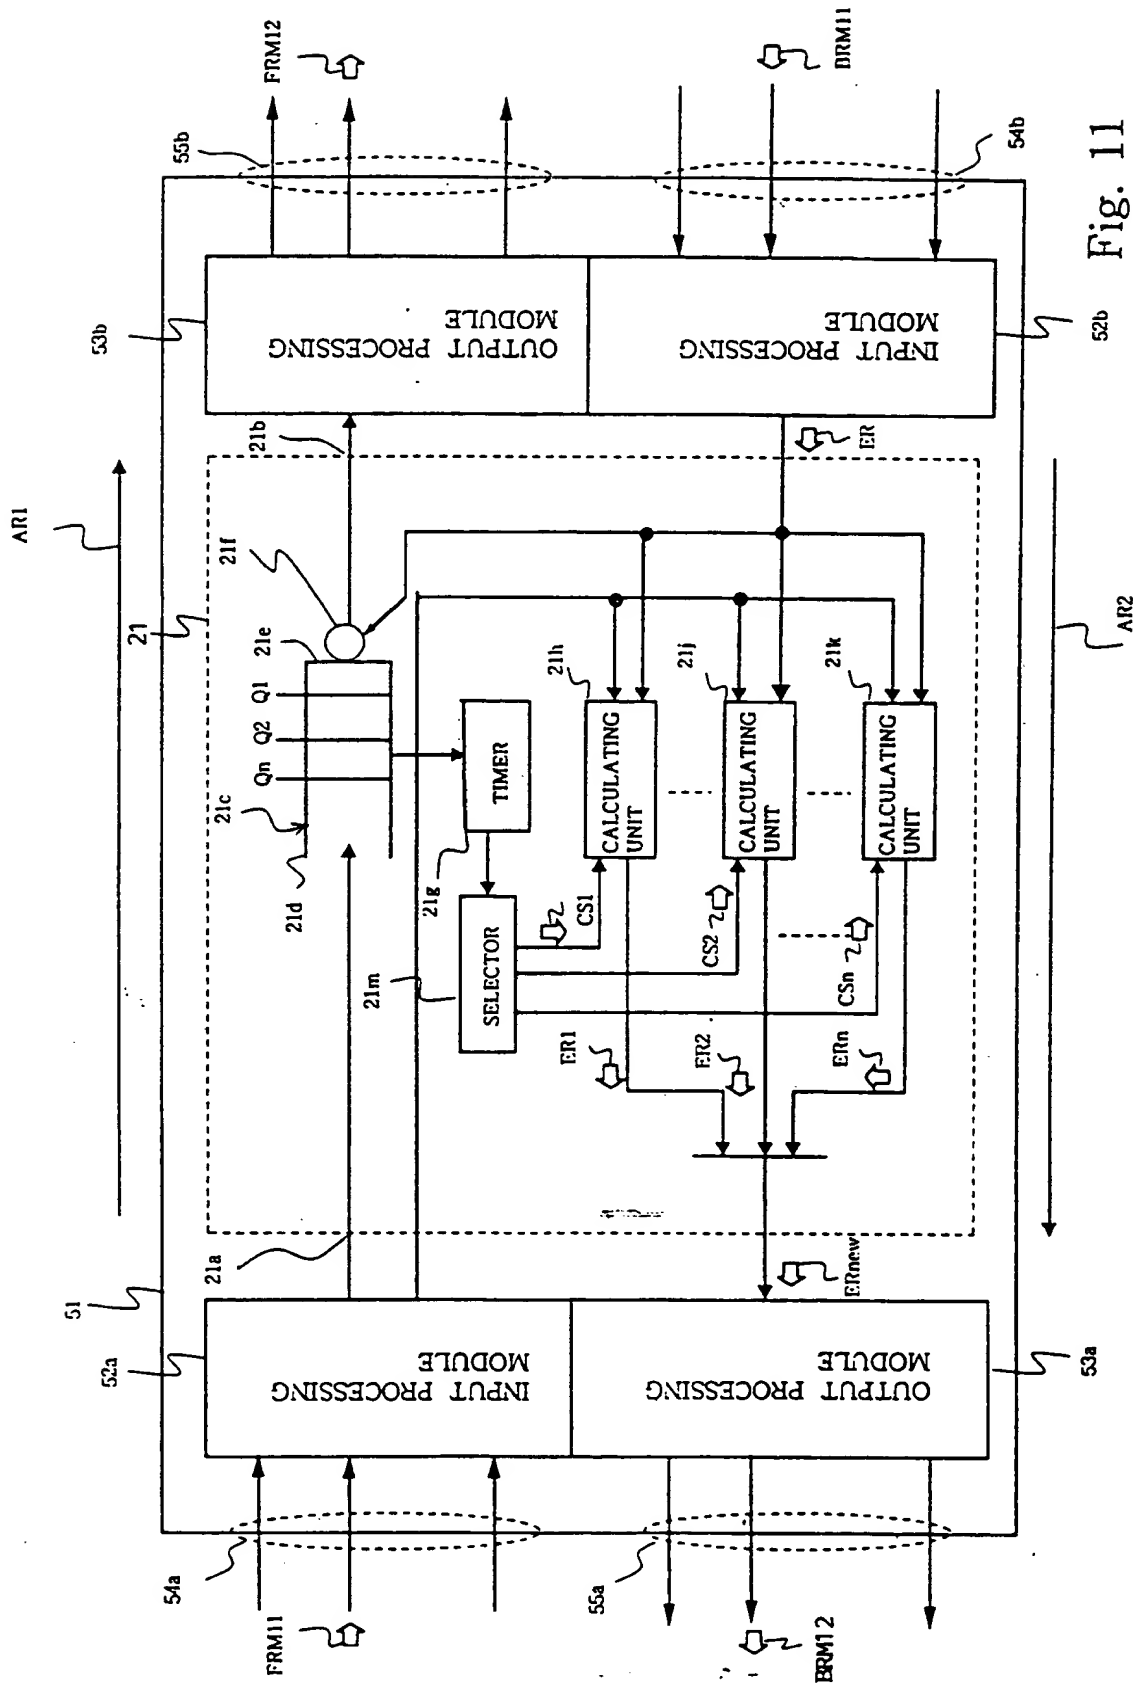 AR1
FRM12
51
21
55b
52a
21a
53b
FRM11
54a
INPUT PROCESSING
MODULE
OUTPUT PROCESSING
MODULE
21b
21c
Qn
Q2
Q1
21d
21e
21f
21m
21g
SELECTOR
TIMER
CS1
21h
CALCULATING
UNIT
ER1
CS2
21j
CALCULATING
UNIT
ER2
CSn
21k
CALCULATING
UNIT
ERn
ER
ERnew
OUTPUT PROCESSING
MODULE
INPUT PROCESSING
MODULE
BRM11
55a
BRM12
53a
52b
54b
AR2
Fig. 11